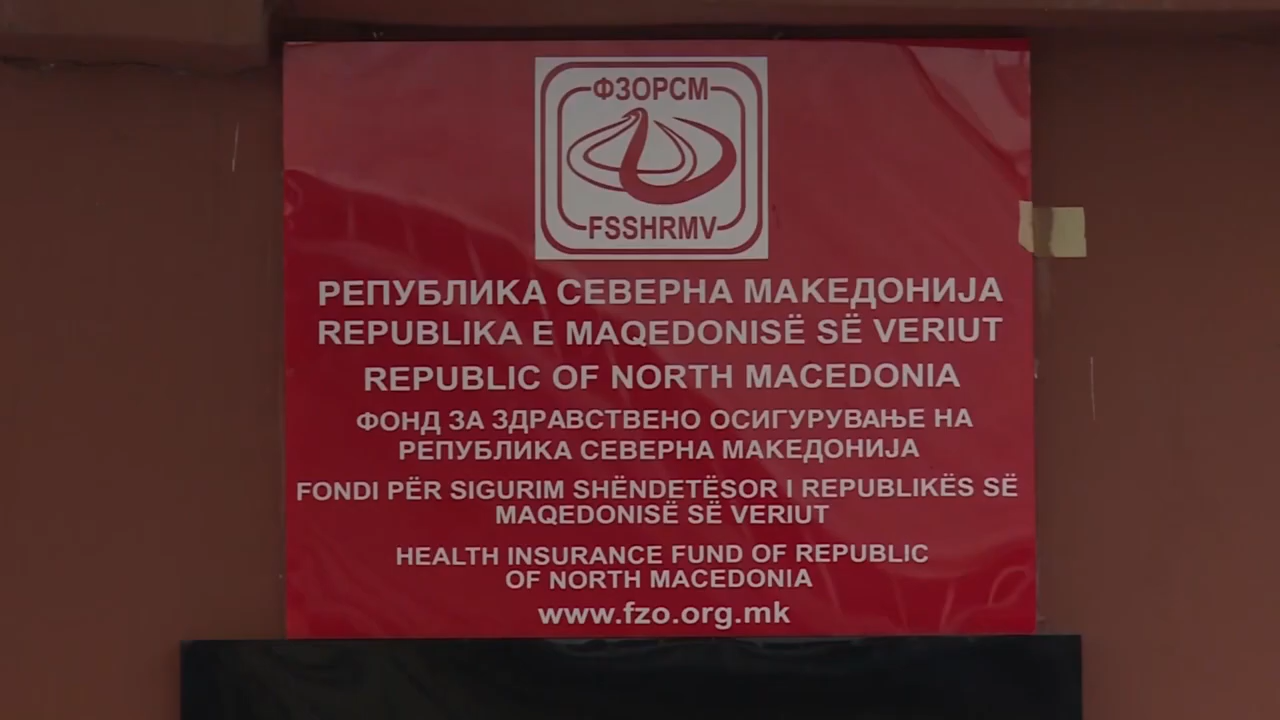 ФЗОРСМ
FSSHRMV
РЕПУБЛИКА СЕВЕРНА МАКЕДОНИЈА
REPUBLIKA E MAQEDONISË SË VERIUT
REPUBLIC OF NORTH MACEDONIA
ФОНД ЗА ЗДРАВСТВЕНО ОСИГУРУВАЊЕ НА
РЕПУБЛИКА СЕВЕРНА МАКЕДОНИЈА
FONDI PËR SIGURIM SHËNDETËSOR I REPUBLIKËS SË
MAQEDONISË SË VERIUT
HEALTH INSURANCE FUND OF REPUBLIC
OF NORTH MACEDONIA
www.fzo.org.mk